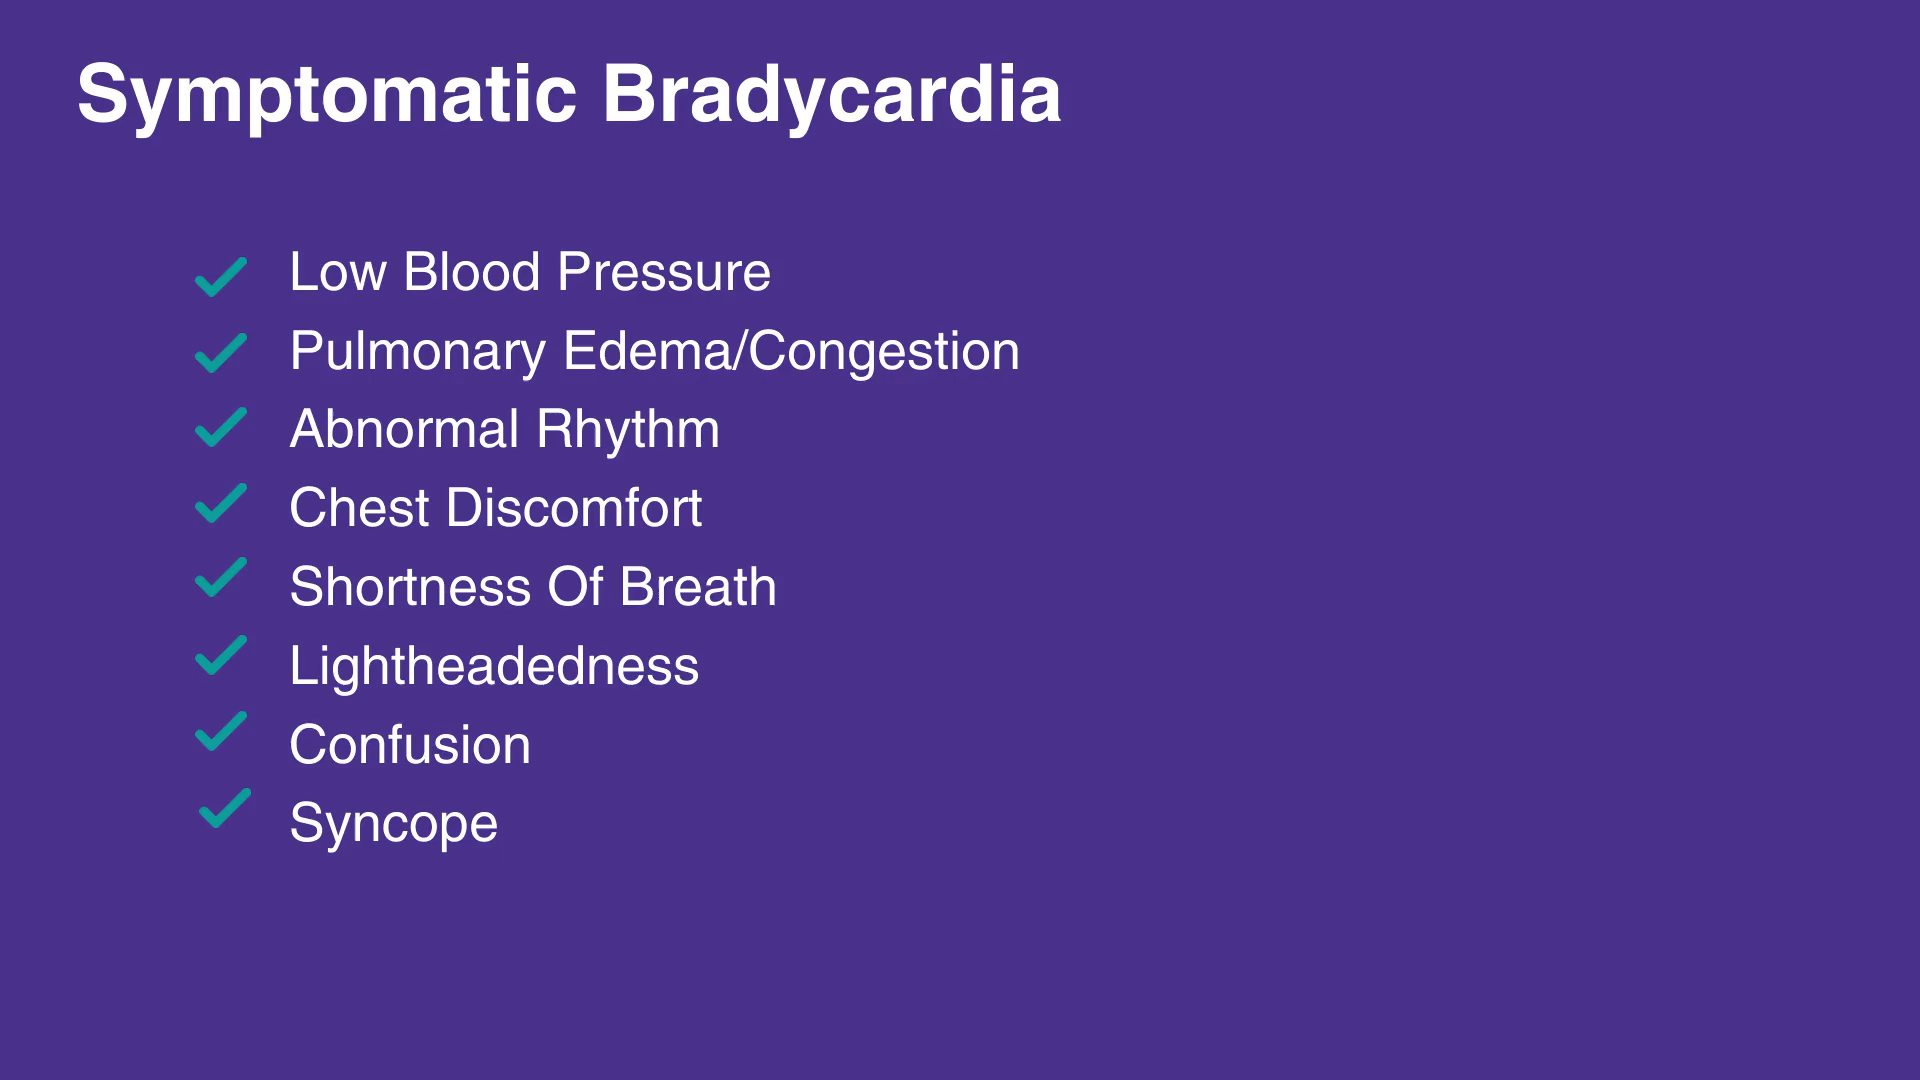 Symptomatic Bradycardia
Low Blood Pressure
Pulmonary Edema/Congestion
Abnormal Rhythm
Chest Discomfort
Shortness Of Breath
Lightheadedness
Confusion
Syncope